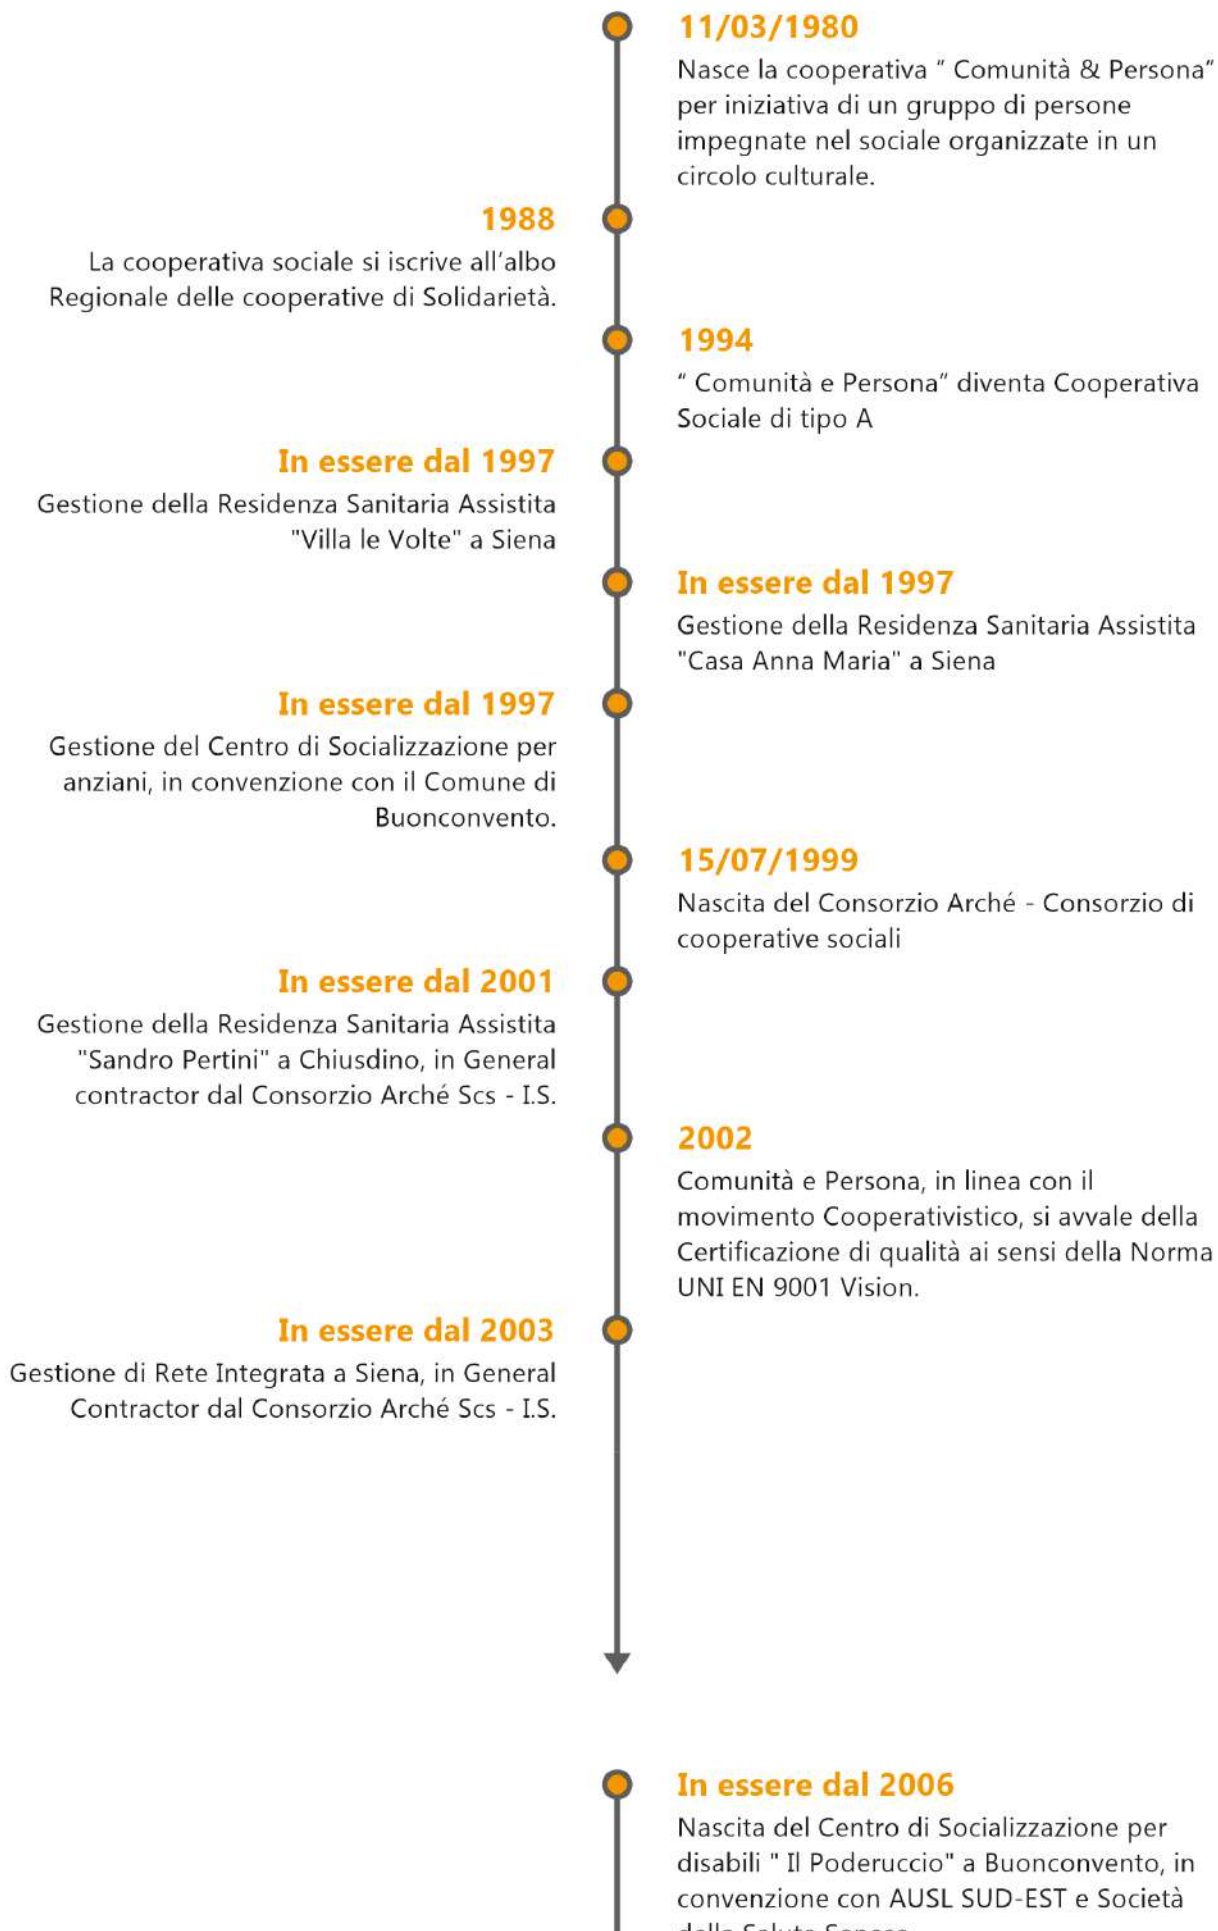 11/03/1980
Nasce la cooperativa “ Comunità & Persona”
per iniziativa di un gruppo di persone
impegnate nel sociale organizzate in un
circolo culturale.
1988
La cooperativa sociale si iscrive all’albo
Regionale delle cooperative di Solidarietà.
1994
“ Comunità e Persona” diventa Cooperativa
Sociale di tipo A
In essere dal 1997
Gestione della Residenza Sanitaria Assistita
"Villa le Volte" a Siena
In essere dal 1997
Gestione della Residenza Sanitaria Assistita
"Casa Anna Maria" a Siena
In essere dal 1997
Gestione del Centro di Socializzazione per
anziani, in convenzione con il Comune di
Buonconvento.
15/07/1999
Nascita del Consorzio Arché - Consorzio di
cooperative sociali
In essere dal 2001
Gestione della Residenza Sanitaria Assistita
"Sandro Pertini" a Chiusdino, in General
contractor dal Consorzio Arché Scs - I.S.
2002
Comunità e Persona, in linea con il
movimento Cooperativistico, si avvale della
Certificazione di qualità ai sensi della Norma
UNI EN 9001 Vision.
In essere dal 2003
Gestione di Rete Integrata a Siena, in General
Contractor dal Consorzio Arché Scs - I.S.
In essere dal 2006
Nascita del Centro di Socializzazione per
disabili " Il Poderuccio" a Buonconvento, in
convenzione con AUSL SUD-EST e Società
della Salute Senese